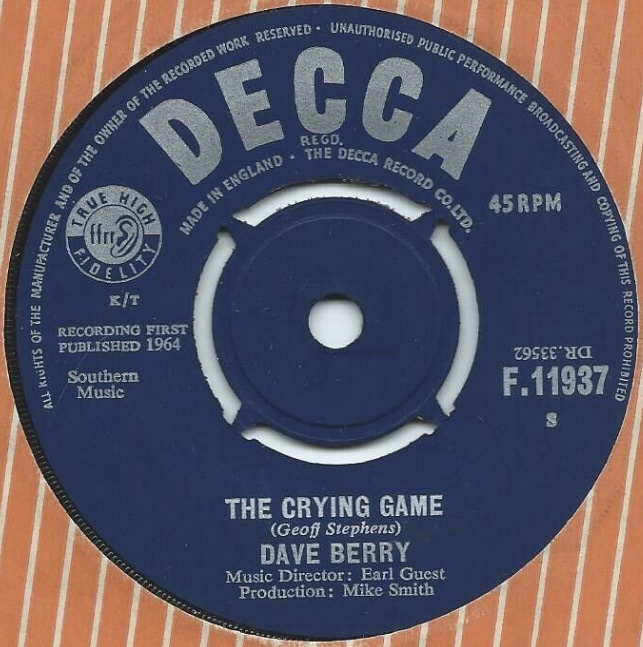 ALL RIGHTS OF THE MANUFACTURER AND OF THE OWNER OF THE RECORDED WORK RESERVED · UNAUTHORISED PUBLIC PERFORMANCE BROADCASTING AND COPYING OF THIS RECORD PROHIBITED
DECCA
REGD.
MADE IN ENGLAND · THE DECCA RECORD CO. LTD.
TRUE HIGH
ffrr
FIDELITY
45 RPM
K/T
RECORDING FIRST
PUBLISHED 1964
Southern
Music
DR.33562
F.11937
S
THE CRYING GAME
(Geoff Stephens)
DAVE BERRY
Music Director: Earl Guest
Production: Mike Smith